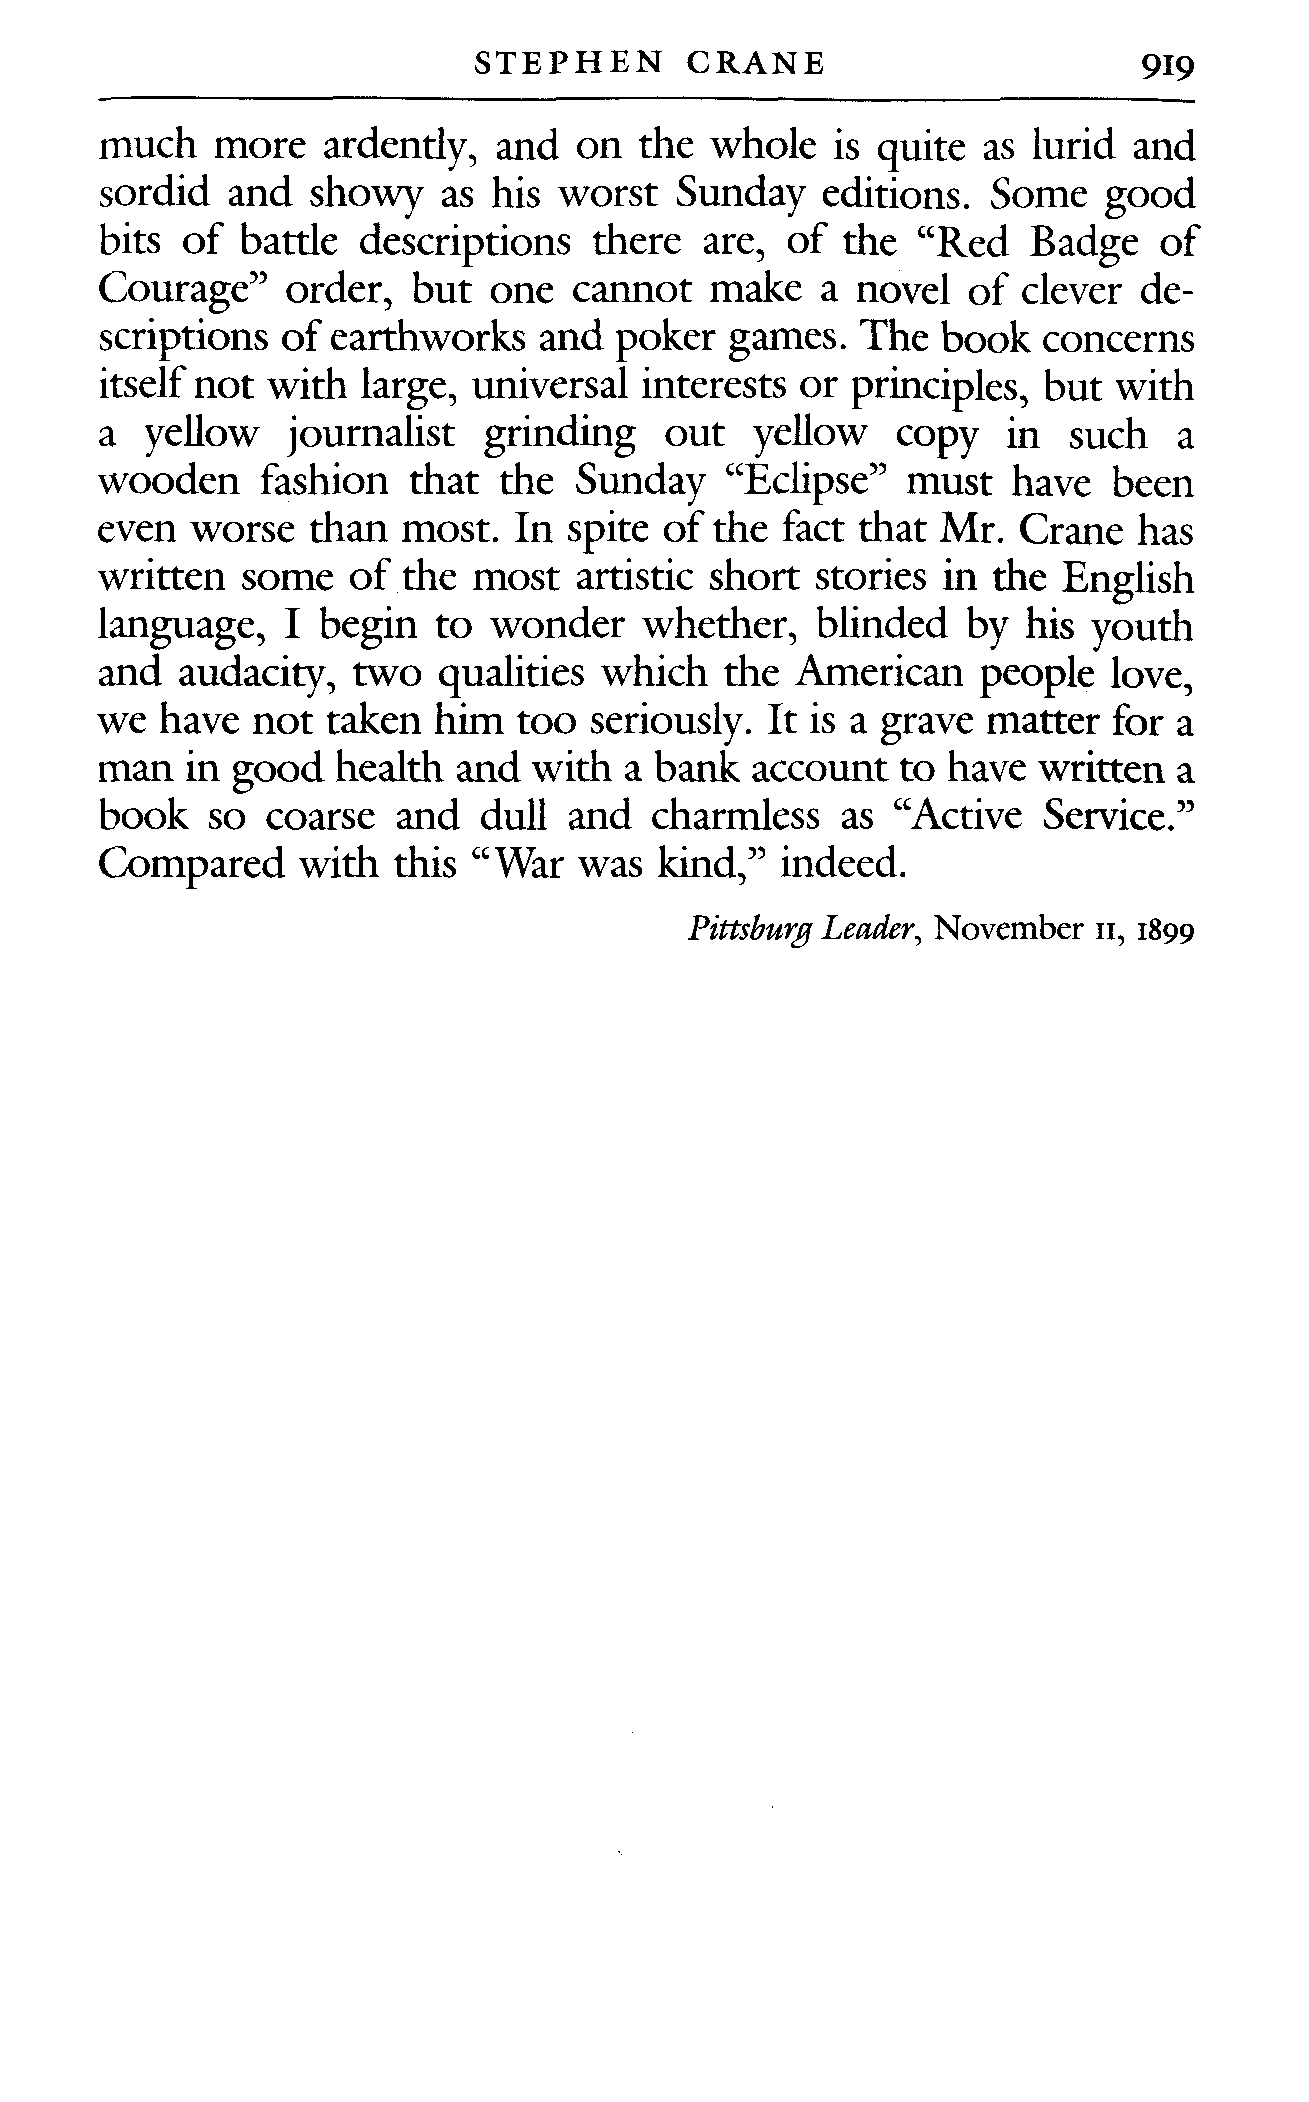 STEPHEN CRANE 919
much more ardently, and on the whole is quite as lurid and
sordid and showy as his worst Sunday editions. Some good
bits of battle descriptions there are, of the “Red Badge of
Courage” order, but one cannot make a novel of clever de-
scriptions of earthworks and poker games. The book concerns
itself not with large, universal interests or principles, but with
a yellow journalist grinding out yellow copy in such a
wooden fashion that the Sunday “Eclipse” must have been
even worse than most. In spite of the fact that Mr. Crane has
written some of the most artistic short stories in the English
language, I begin to wonder whether, blinded by his youth
and audacity, two qualities which the American people love,
we have not taken him too seriously. It is a grave matter for a
man in good health and with a bank account to have written a
book so coarse and dull and charmless as “Active Service.”
Compared with this “War was kind,” indeed.
Pittsburg Leader, November 11, 1899